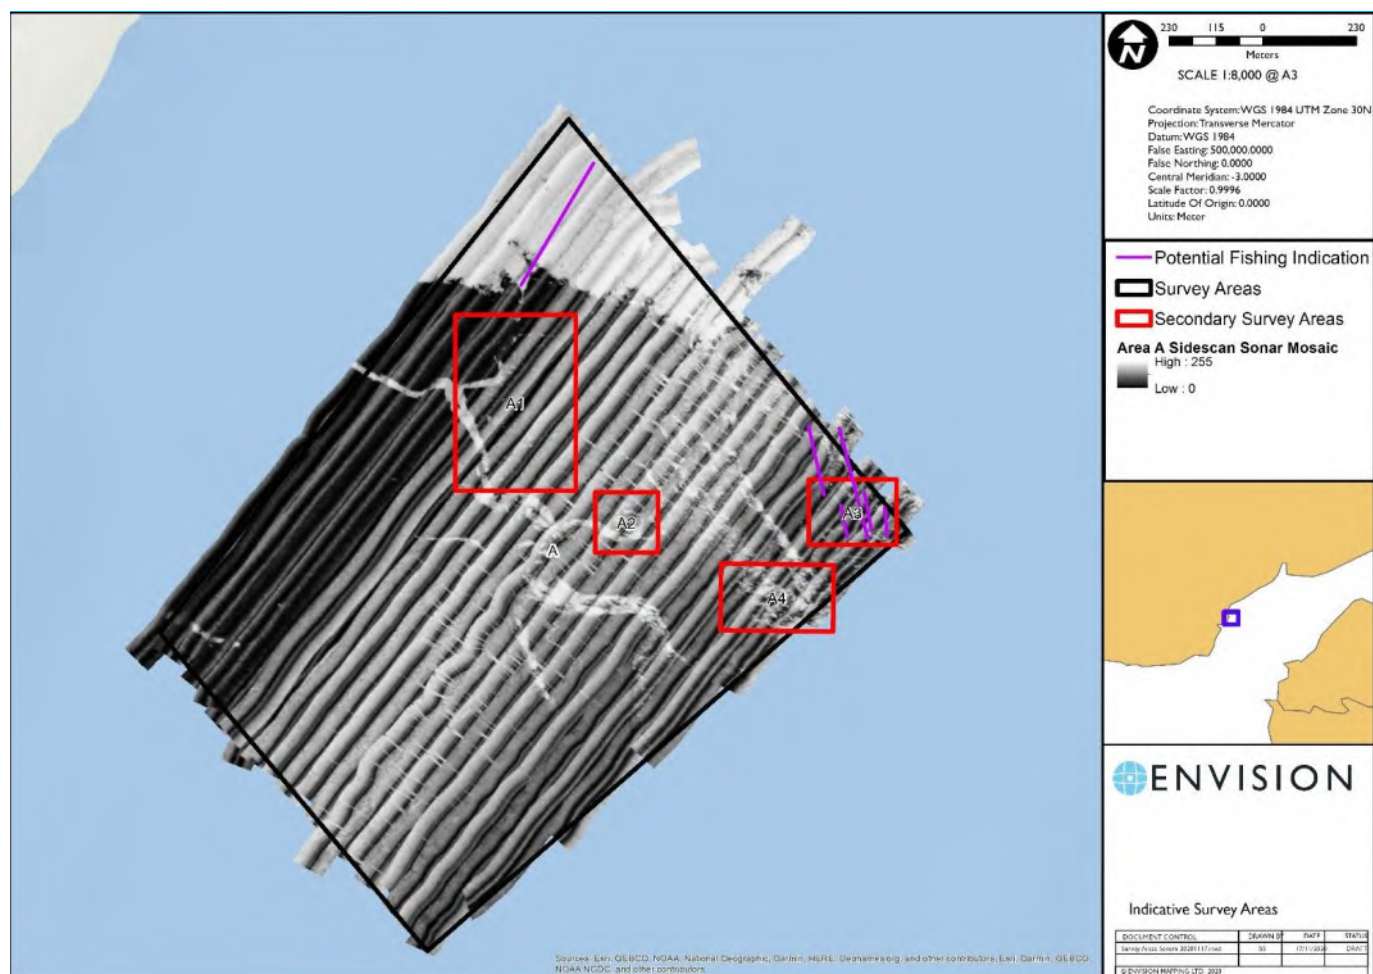 230 115 0 230
Meters
SCALE 1:8,000 @ A3
Coordinate System: WGS 1984 UTM Zone 30N
Projection: Transverse Mercator
Datum: WGS 1984
False Easting: 500,000.0000
False Northing: 0.0000
Central Meridian: -3.0000
Scale Factor: 0.9996
Latitude Of Origin: 0.0000
Units: Meter
N
Potential Fishing Indication
Survey Areas
Secondary Survey Areas
Area A Sidescan Sonar Mosaic
High : 255
Low : 0
A1
A2
A3
A
A4
ENVISION
Indicative Survey Areas
DOCUMENT CONTROL DRAWN BY DATE STATUS
DRAFT
© ENVISION MAPPING LTD, 2020
Sources: Esri, GEBCO, NOAA, National Geographic, Garmin, HERE, Geonames.org, and other contributors, Esri, Garmin, GEBCO,
NOAA NGDC, and other contributors